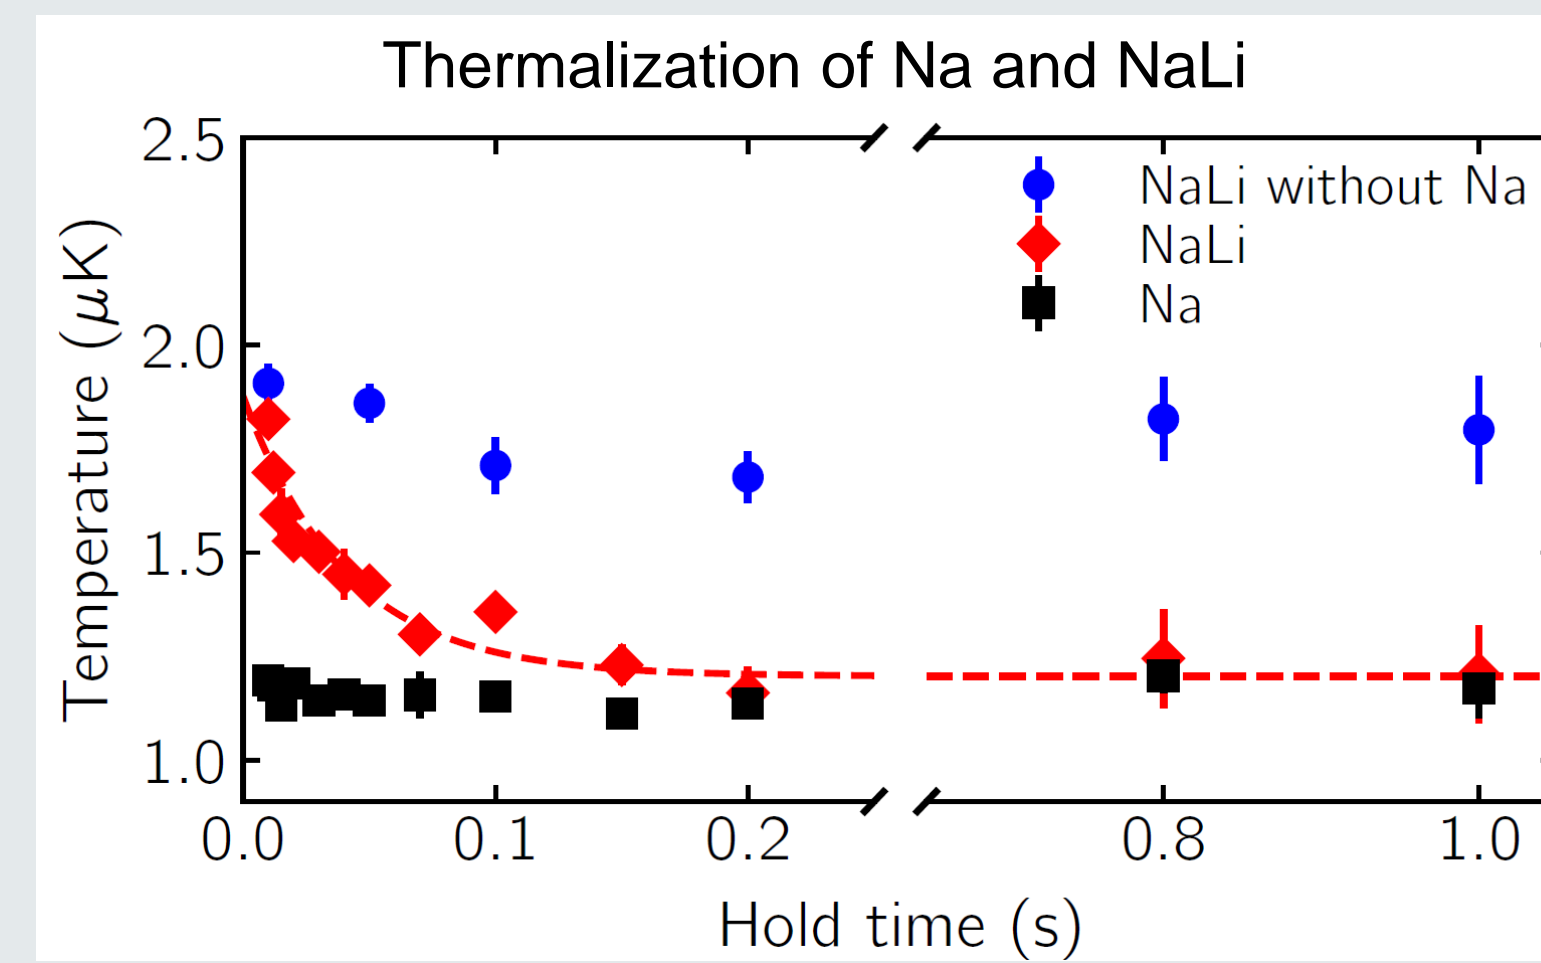 Thermalization of Na and NaLi
2.5
2.0
1.5
1.0
Temperature (μK)
NaLi without Na
NaLi
Na
0.0 0.1 0.2 0.8 1.0
Hold time (s)